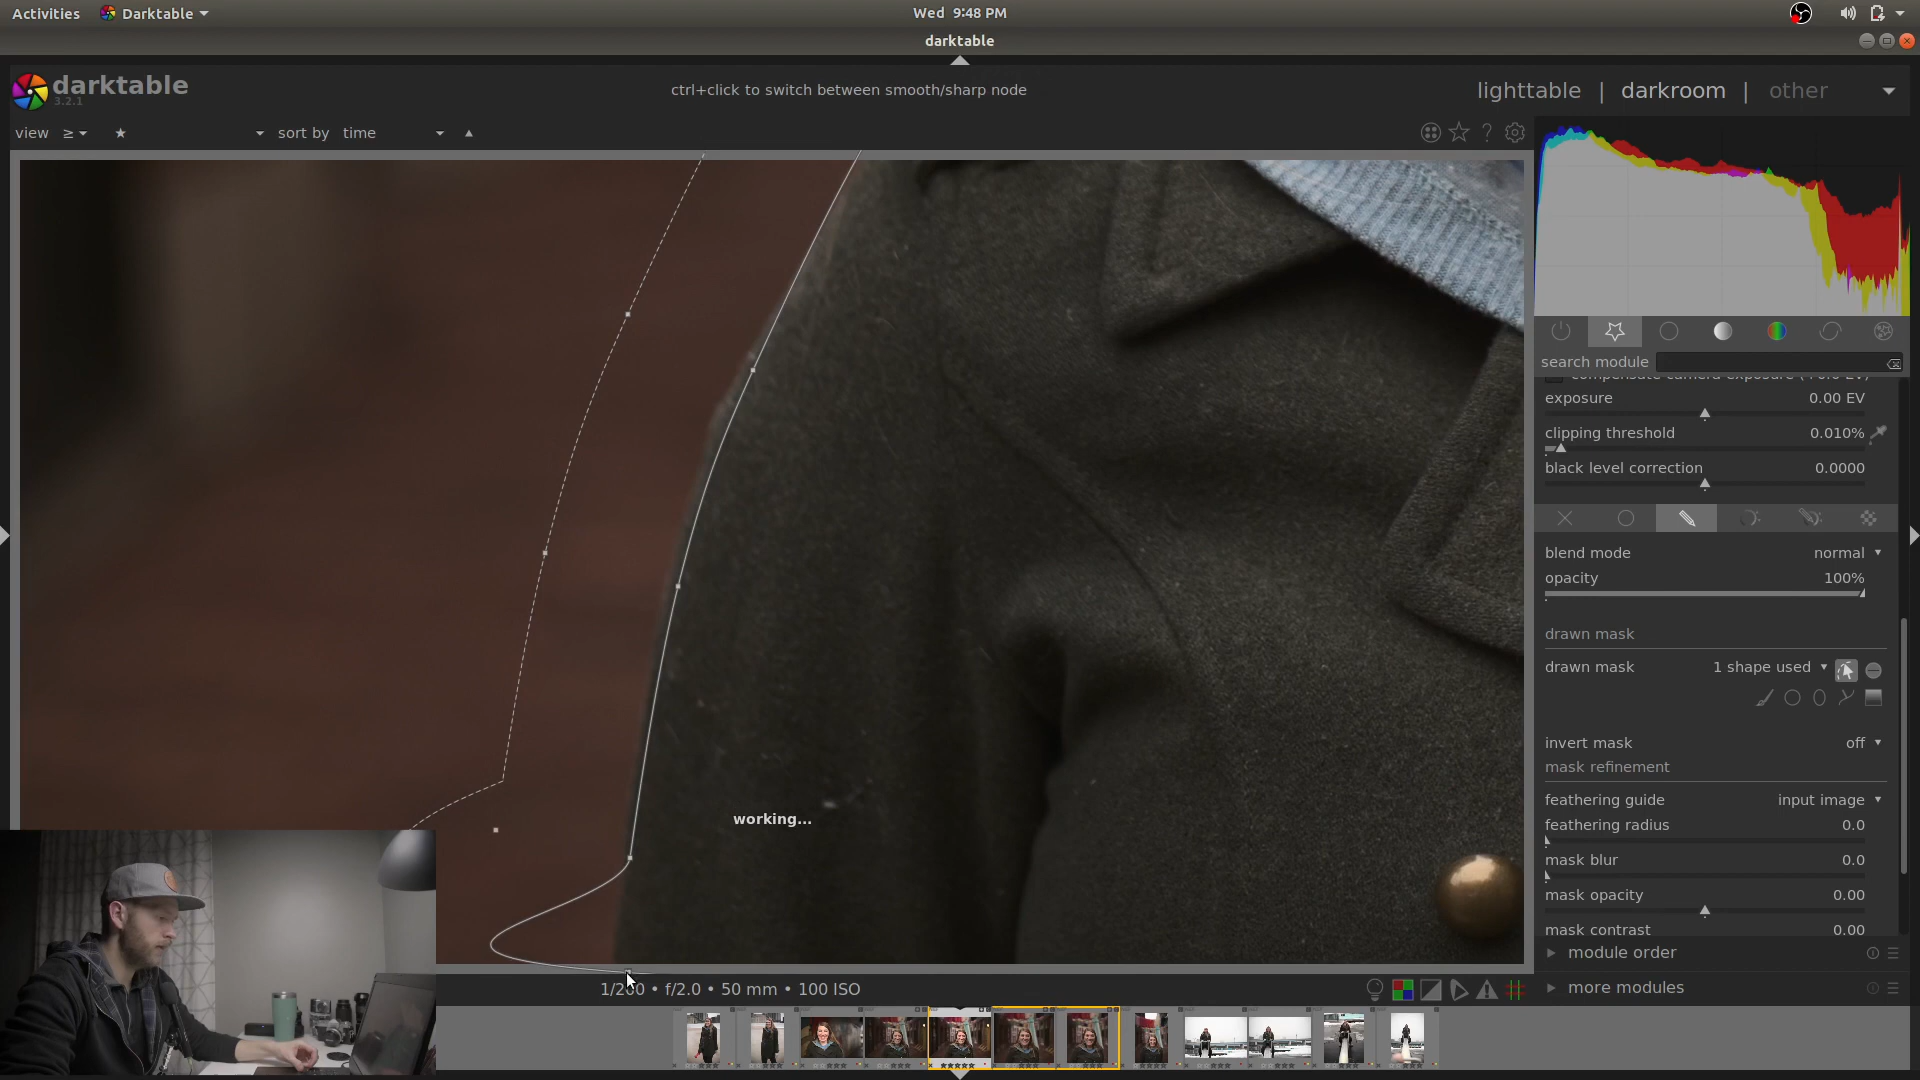 Activities
Darktable
Wed 9:48 PM
darktable
darktable
3.2.1
ctrl+click to switch between smooth/sharp node
lighttable | darkroom | other
view ≥ ★ sort by time ▲
?
search module
exposure 0.00 EV
clipping threshold 0.010%
black level correction 0.0000
blend mode normal
opacity 100%
drawn mask
drawn mask 1 shape used
invert mask off
mask refinement
feathering guide input image
feathering radius 0.0
mask blur 0.0
mask opacity 0.00
mask contrast 0.00
working...
module order
more modules
1/200 • f/2.0 • 50 mm • 100 ISO